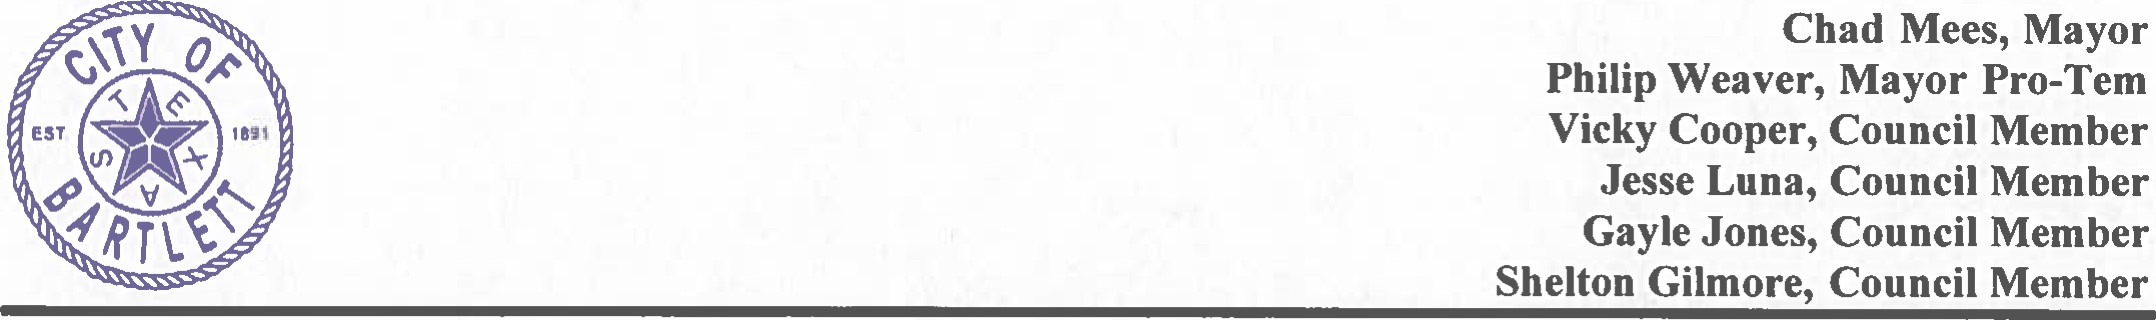 CITY OF
TEXAS
EST 1891
BARTLETT
Chad Mees, Mayor
Philip Weaver, Mayor Pro-Tem
Vicky Cooper, Council Member
Jesse Luna, Council Member
Gayle Jones, Council Member
Shelton Gilmore, Council Member